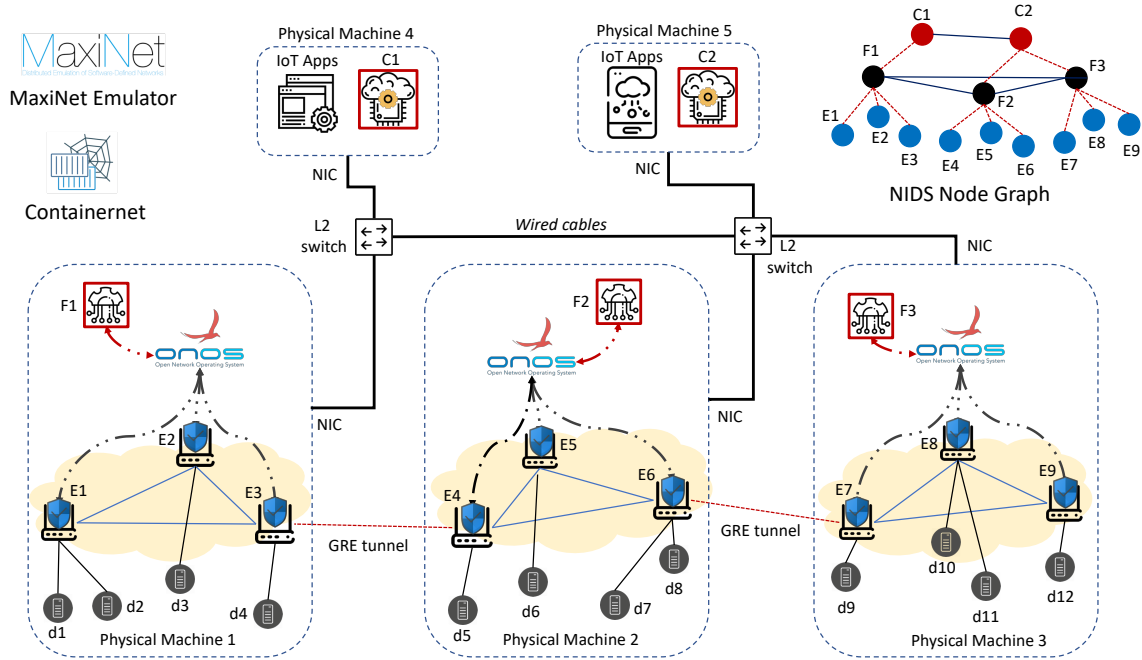 MaxiNet
Distributed Emulation of Software-Defined Networks
MaxiNet Emulator
Containernet
Physical Machine 4
IoT Apps
C1
NIC
Physical Machine 5
IoT Apps
C2
NIC
C1
C2
F1
F3
F2
E1
E2
E3
E4
E5
E6
E7
E8
E9
NIDS Node Graph
L2
switch
Wired cables
L2
switch
NIC
F1
ONOS
Open Network Operating System
NIC
E2
E1
E3
d1
d2
d3
d4
Physical Machine 1
GRE tunnel
F2
ONOS
Open Network Operating System
NIC
E5
E4
E6
d5
d6
d7
d8
Physical Machine 2
GRE tunnel
F3
ONOS
Open Network Operating System
E8
E7
E9
d9
d10
d11
d12
Physical Machine 3